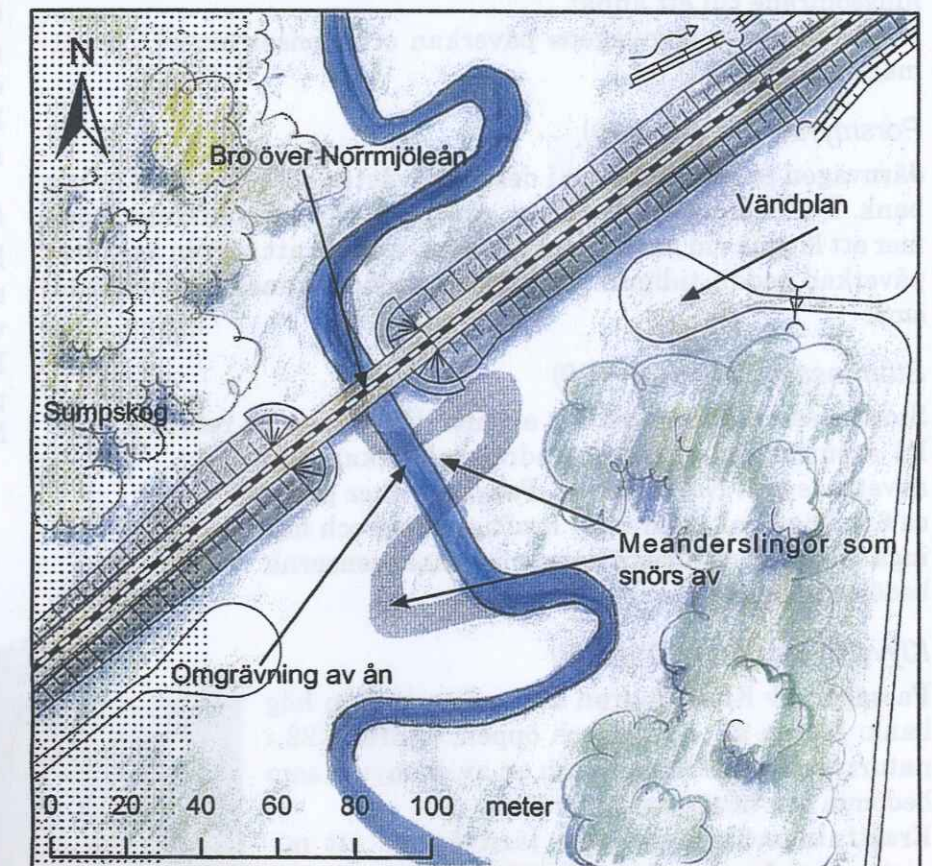 N
Bro över Norrmjöleån
Vändplan
Sumpskog
Meanderslingor som
snörs av
Omgrävning av ån
0 20 40 60 80 100 meter